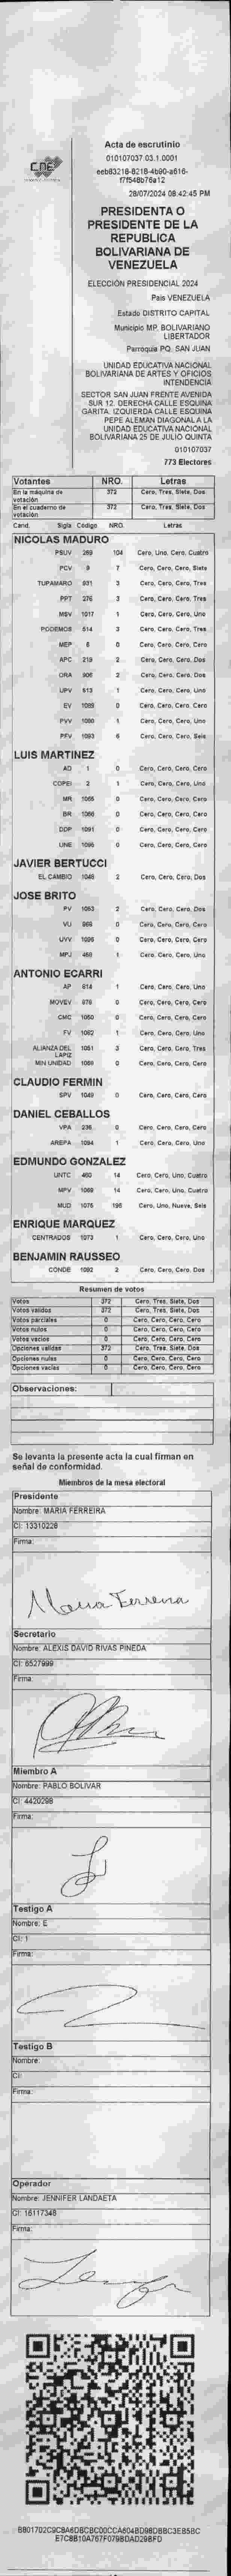 Acta de escrutinio
010107037.03.1.0001
eeb83218-8218-4b90-a616-
f7f548b76a12
28/07/2024 08:42:45 PM
CNE
PRESIDENTA O
PRESIDENTE DE LA
REPUBLICA
BOLIVARIANA DE
VENEZUELA
ELECCIÓN PRESIDENCIAL 2024
País VENEZUELA
Estado DISTRITO CAPITAL
Municipio MP. BOLIVARIANO
LIBERTADOR
Parroquia PQ. SAN JUAN
UNIDAD EDUCATIVA NACIONAL
BOLIVARIANA DE ARTES Y OFICIOS
INTENDENCIA
SECTOR SAN JUAN FRENTE AVENIDA
SUR 12. DERECHA CALLE ESQUINA
GARITA. IZQUIERDA CALLE ESQUINA
PEPE ALEMAN DIAGONAL A LA
UNIDAD EDUCATIVA NACIONAL
BOLIVARIANA 25 DE JULIO QUINTA
010107037
773 Electores
Votantes NRO. Letras
En la máquina de votación 372 Cero, Tres, Siete, Dos
En el cuaderno de votación 372 Cero, Tres, Siete, Dos
Cand. Sigla Código NRO. Letras
NICOLAS MADURO
PSUV 269 104 Cero, Uno, Cero, Cuatro
PCV 9 7 Cero, Cero, Cero, Siete
TUPAMARO 931 3 Cero, Cero, Cero, Tres
PPT 276 3 Cero, Cero, Cero, Tres
MSV 1017 1 Cero, Cero, Cero, Uno
PODEMOS 514 3 Cero, Cero, Cero, Tres
MEP 6 0 Cero, Cero, Cero, Cero
APC 219 2 Cero, Cero, Cero, Dos
ORA 906 2 Cero, Cero, Cero, Dos
UPV 613 1 Cero, Cero, Cero, Uno
EV 1089 0 Cero, Cero, Cero, Cero
PVV 1090 1 Cero, Cero, Cero, Uno
PFV 1093 6 Cero, Cero, Cero, Seis
LUIS MARTINEZ
AD 1 0 Cero, Cero, Cero, Cero
COPEI 2 1 Cero, Cero, Cero, Uno
MR 1065 0 Cero, Cero, Cero, Cero
BR 1066 0 Cero, Cero, Cero, Cero
DDP 1091 0 Cero, Cero, Cero, Cero
UNE 1096 0 Cero, Cero, Cero, Cero
JAVIER BERTUCCI
EL CAMBIO 1048 2 Cero, Cero, Cero, Dos
JOSE BRITO
PV 1053 2 Cero, Cero, Cero, Dos
VU 969 0 Cero, Cero, Cero, Cero
UVV 1095 0 Cero, Cero, Cero, Cero
MPJ 468 1 Cero, Cero, Cero, Uno
ANTONIO ECARRI
AP 614 1 Cero, Cero, Cero, Uno
MOVEV 978 0 Cero, Cero, Cero, Cero
CMC 1050 0 Cero, Cero, Cero, Cero
FV 1062 1 Cero, Cero, Cero, Uno
ALIANZA DEL LAPIZ 1051 3 Cero, Cero, Cero, Tres
MIN UNIDAD 1069 0 Cero, Cero, Cero, Cero
CLAUDIO FERMIN
SPV 1049 0 Cero, Cero, Cero, Cero
DANIEL CEBALLOS
VPA 236 0 Cero, Cero, Cero, Cero
AREPA 1094 1 Cero, Cero, Cero, Uno
EDMUNDO GONZALEZ
UNTC 460 14 Cero, Cero, Uno, Cuatro
MPV 1069 14 Cero, Cero, Uno, Cuatro
MUD 1075 196 Cero, Uno, Nueve, Seis
ENRIQUE MARQUEZ
CENTRADOS 1073 1 Cero, Cero, Cero, Uno
BENJAMIN RAUSSEO
CONDE 1092 2 Cero, Cero, Cero, Dos
Resumen de votos
Votos 372 Cero, Tres, Siete, Dos
Votos validos 372 Cero, Tres, Siete, Dos
Votos parciales 0 Cero, Cero, Cero, Cero
Votos nulos 0 Cero, Cero, Cero, Cero
Votos vacios 0 Cero, Cero, Cero, Cero
Opciones validas 372 Cero, Tres, Siete, Dos
Opciones nulas 0 Cero, Cero, Cero, Cero
Opciones vacias 0 Cero, Cero, Cero, Cero
Observaciones:
Se levanta la presente acta la cual firman en
señal de conformidad.
Miembros de la mesa electoral
Presidente
Nombre: MARIA FERREIRA
CI: 13310228
Firma:
Maria Ferreira
Secretario
Nombre: ALEXIS DAVID RIVAS PINEDA
CI: 6527999
Firma:
Miembro A
Nombre: PABLO BOLIVAR
CI: 4420298
Firma:
Testigo A
Nombre: E
CI: 1
Firma:
Testigo B
Nombre:
CI:
Firma:
Operador
Nombre: JENNIFER LANDAETA
CI: 16117348
Firma: